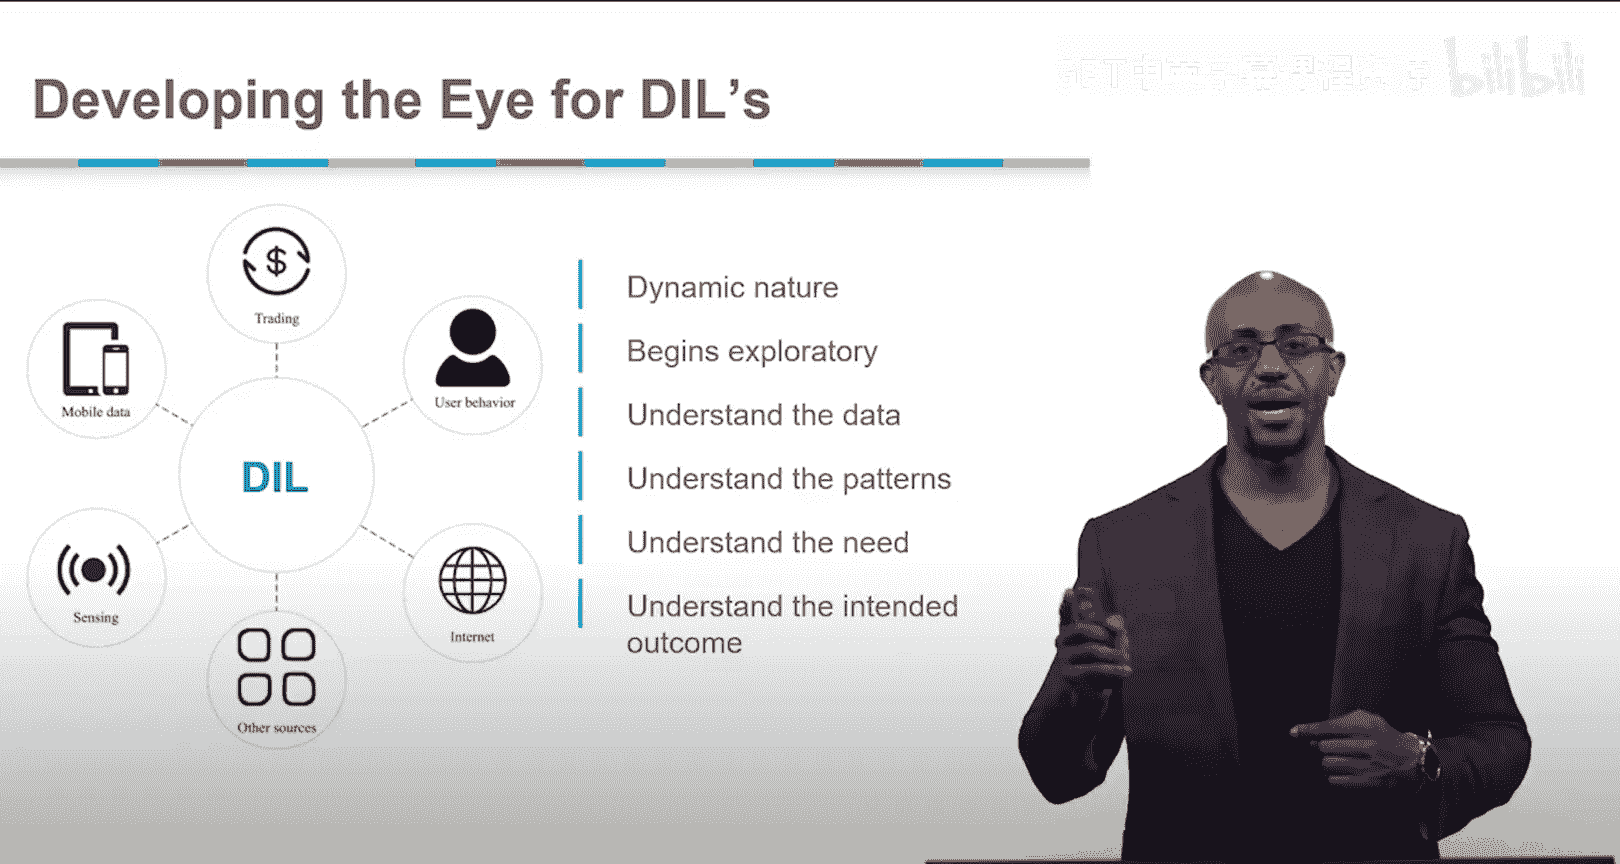 Developing the Eye for DIL’s
bilibili
Trading
Mobile data
User behavior
DIL
Sensing
Internet
Other sources
Dynamic nature
Begins exploratory
Understand the data
Understand the patterns
Understand the need
Understand the intended
outcome